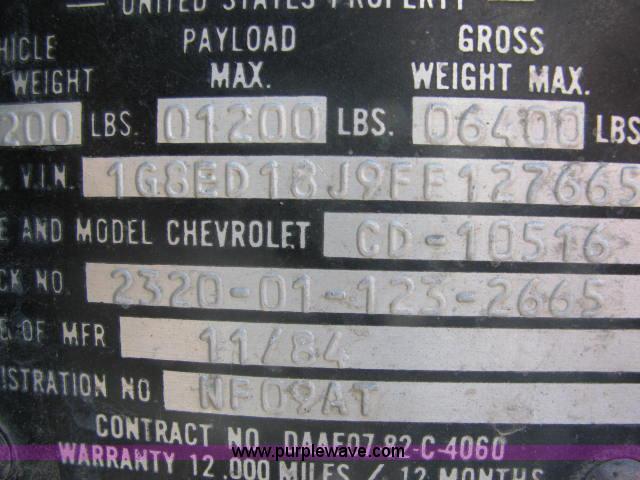 UNITED STATES PROPERTY
HICLE PAYLOAD GROSS
WEIGHT MAX. WEIGHT MAX.
200 LBS. 01200 LBS. 06400 LBS
S. V.I.N. 1G8ED18J9FF127665
E AND MODEL CHEVROLET CD-10516
CK NO. 2320-01-123-2665
OF MFR 11/84
ISTRATION NO. NF09AT
CONTRACT NO. DAAE07-82-C-4060
www.purplewave.com
WARRANTY 12,000 MILES / 12 MONTHS